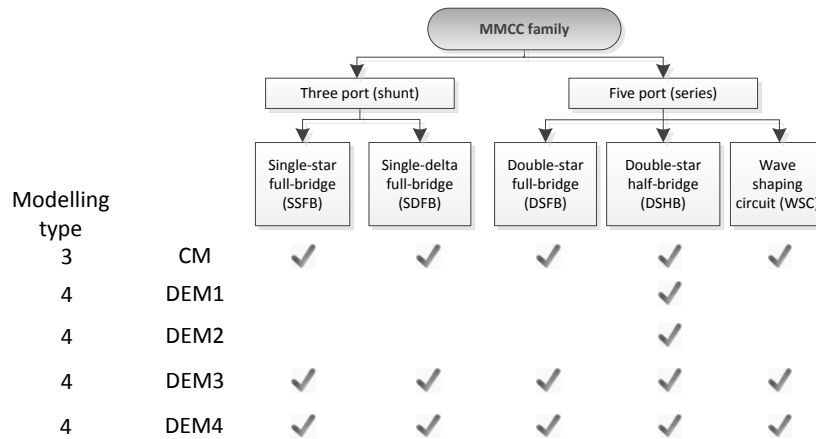 MMCC family
Three port (shunt)
Five port (series)
Single-star
full-bridge
(SSFB)
Single-delta
full-bridge
(SDFB)
Double-star
full-bridge
(DSFB)
Double-star
half-bridge
(DSHB)
Wave
shaping
circuit (WSC)
Modelling
type
3 CM
4 DEM1
4 DEM2
4 DEM3
4 DEM4